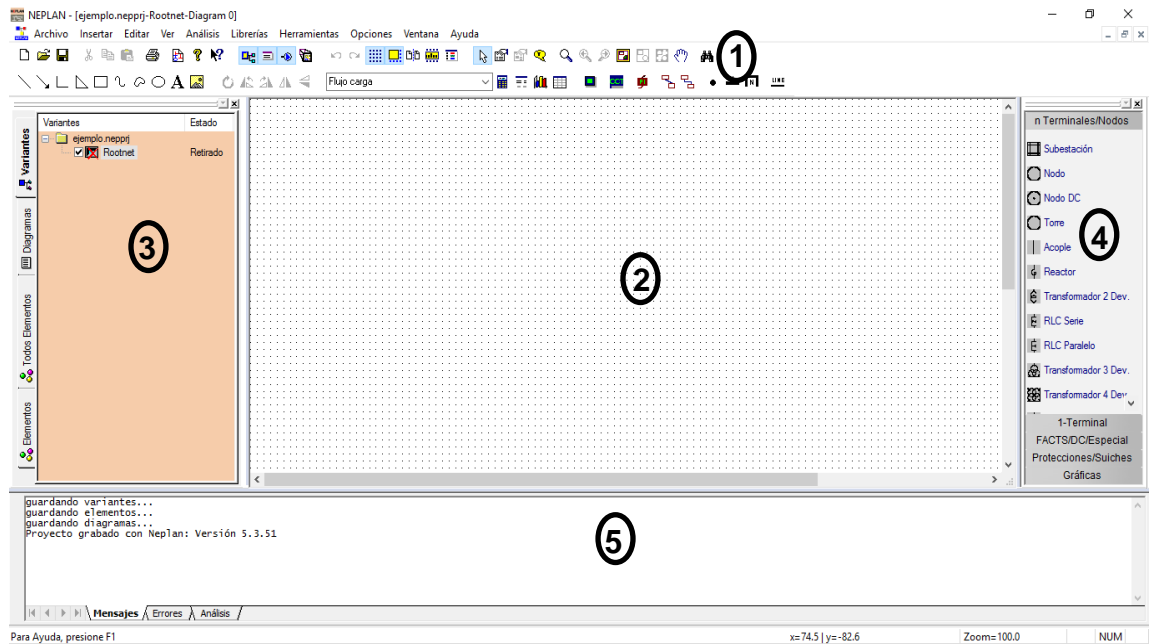 NEPLAN - [ejemplo.nepprj-Rootnet-Diagram 0]
Archivo Insertar Editar Ver Análisis Librerías Herramientas Opciones Ventana Ayuda
1
A Flujo carga
LINE
Variantes Estado
ejemplo.nepprj
Rootnet Retirado
Variantes
Diagramas
Todos Elementos
Elementos
3
2
n Terminales/Nodos
Subestación
Nodo
Nodo DC
Torre
Acople
Reactor
Transformador 2 Dev.
RLC Serie
RLC Paralelo
Transformador 3 Dev.
Transformador 4 Dev
4
1-Terminal
FACTS/DC/Especial
Protecciones/Suiches
Gráficas
guardando variantes...
guardando elementos...
guardando diagramas...
Proyecto grabado con Neplan: Versión 5.3.51
5
Mensajes Errores Análisis
Para Ayuda, presione F1 x=74.5 | y=-82.6 Zoom=100.0 NUM